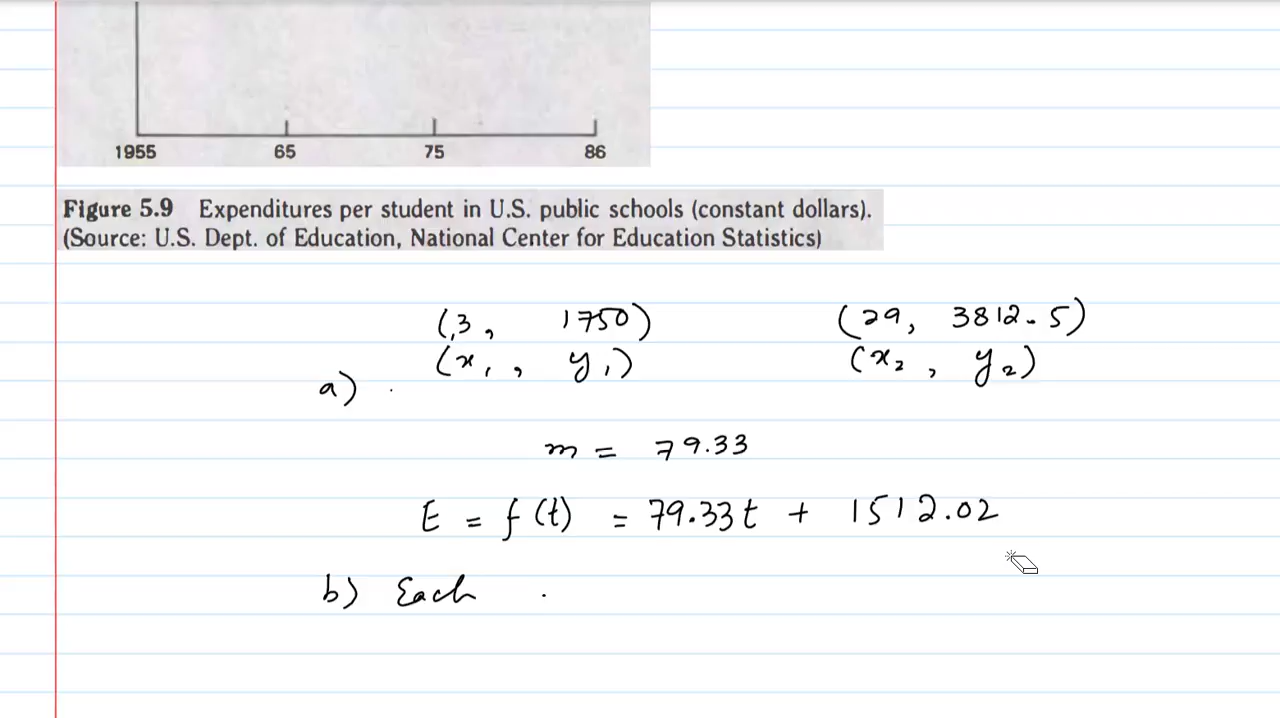 1955 65 75 86
Figure 5.9 Expenditures per student in U.S. public schools (constant dollars).
(Source: U.S. Dept. of Education, National Center for Education Statistics)
(3, 1750) (29, 3812.5)
(x₁, y₁) (x₂, y₂)
a)
m = 79.33
E = f(t) = 79.33t + 1512.02
b) Each